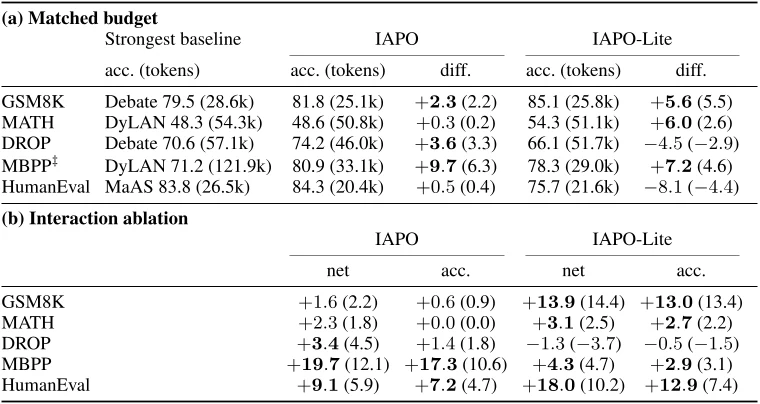 (a) Matched budget
Strongest baseline IAPO IAPO-Lite
acc. (tokens) acc. (tokens) diff. acc. (tokens) diff.
GSM8K Debate 79.5 (28.6k) 81.8 (25.1k) +2.3 (2.2) 85.1 (25.8k) +5.6 (5.5)
MATH DyLAN 48.3 (54.3k) 48.6 (50.8k) +0.3 (0.2) 54.3 (51.1k) +6.0 (2.6)
DROP Debate 70.6 (57.1k) 74.2 (46.0k) +3.6 (3.3) 66.1 (51.7k) −4.5 (−2.9)
MBPP‡ DyLAN 71.2 (121.9k) 80.9 (33.1k) +9.7 (6.3) 78.3 (29.0k) +7.2 (4.6)
HumanEval MaAS 83.8 (26.5k) 84.3 (20.4k) +0.5 (0.4) 75.7 (21.6k) −8.1 (−4.4)
(b) Interaction ablation
IAPO IAPO-Lite
net acc. net acc.
GSM8K +1.6 (2.2) +0.6 (0.9) +13.9 (14.4) +13.0 (13.4)
MATH +2.3 (1.8) +0.0 (0.0) +3.1 (2.5) +2.7 (2.2)
DROP +3.4 (4.5) +1.4 (1.8) −1.3 (−3.7) −0.5 (−1.5)
MBPP +19.7 (12.1) +17.3 (10.6) +4.3 (4.7) +2.9 (3.1)
HumanEval +9.1 (5.9) +7.2 (4.7) +18.0 (10.2) +12.9 (7.4)